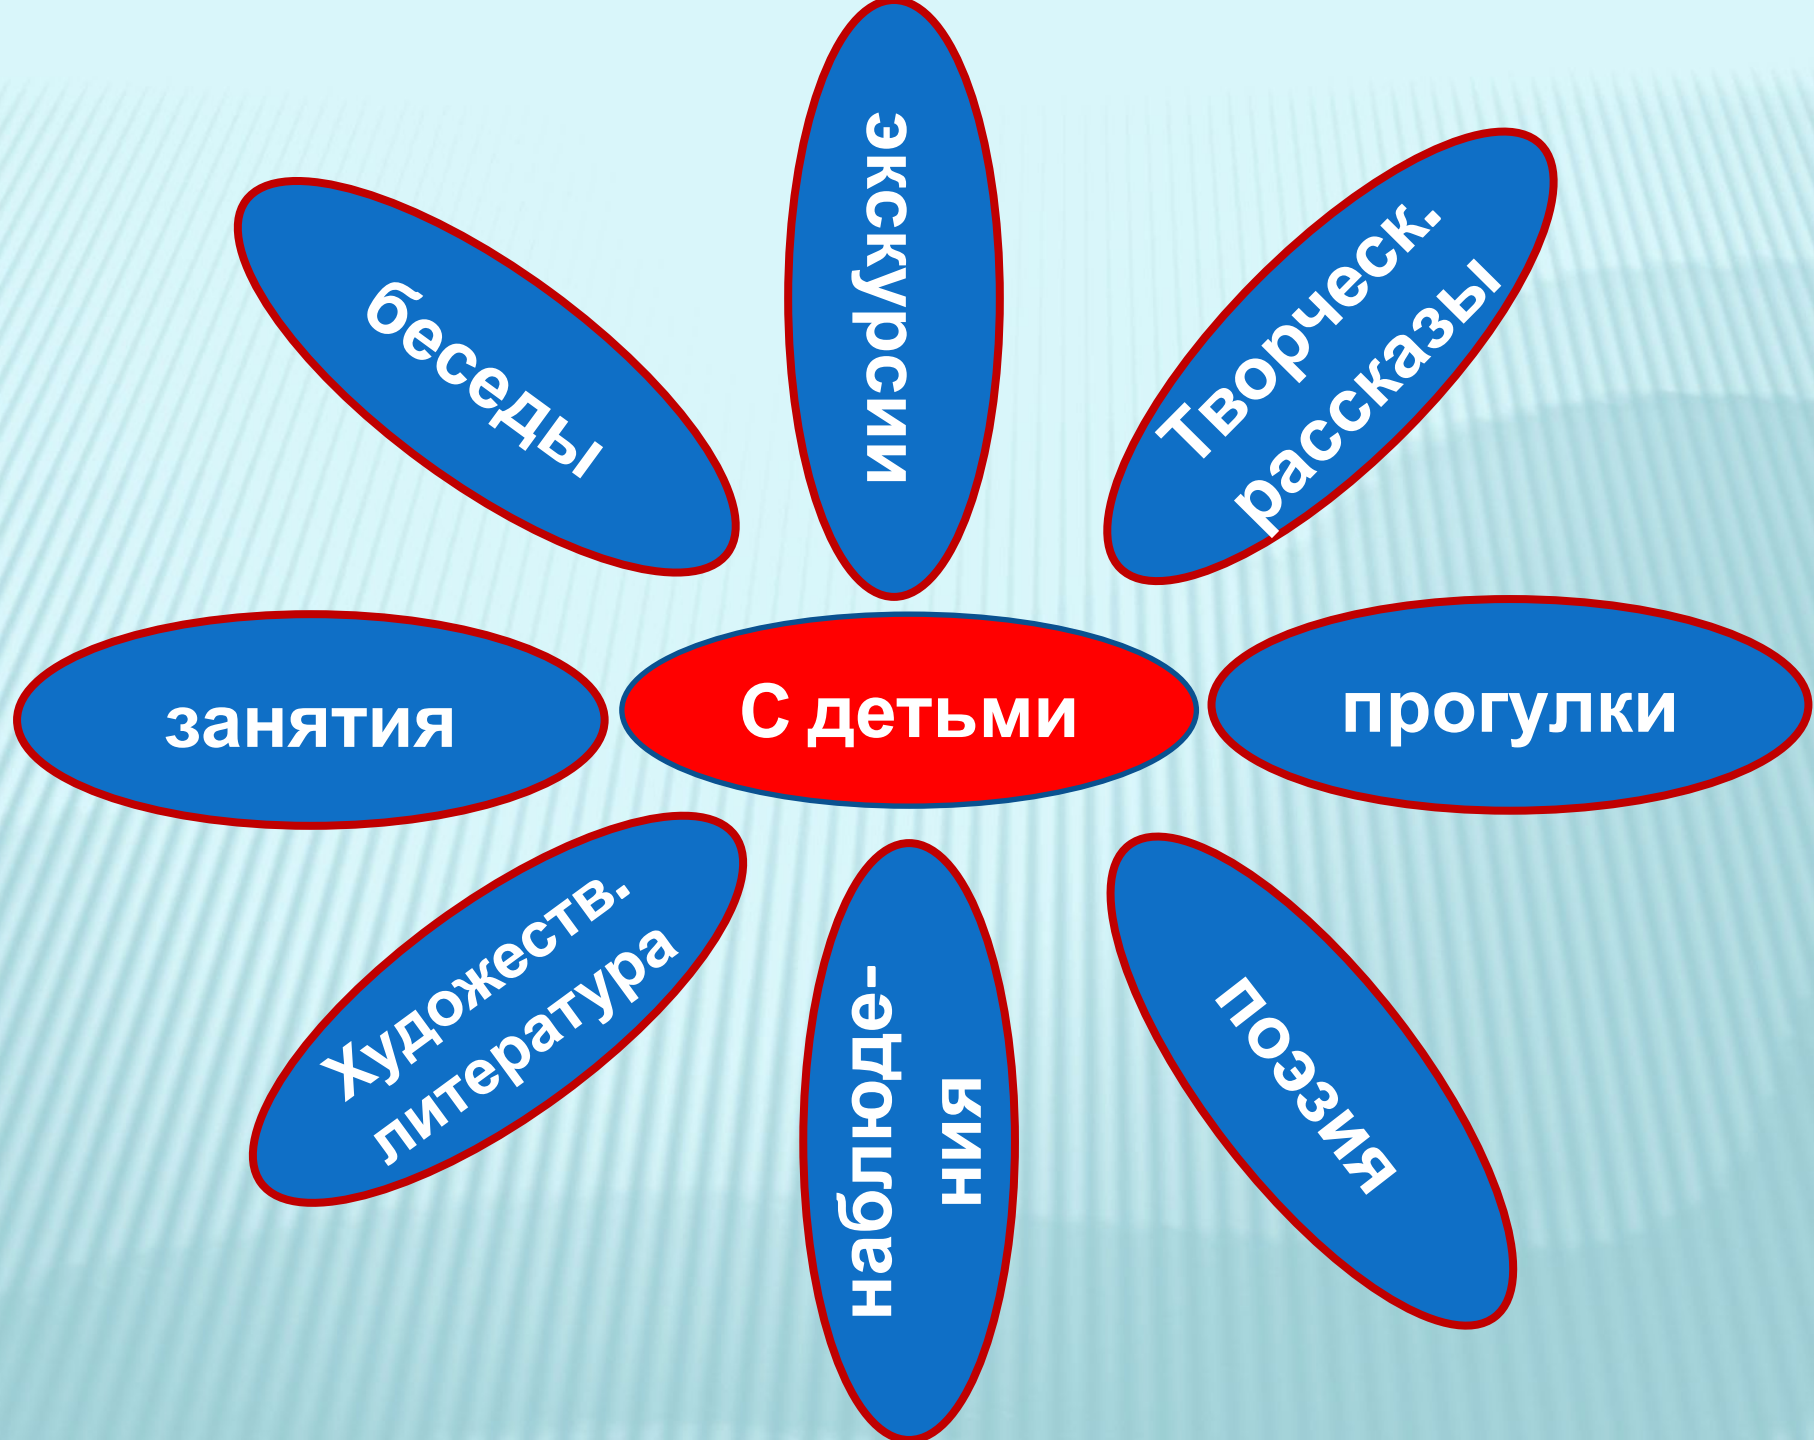 экскурсии
Творческ.
рассказы
беседы
занятия
С детьми
прогулки
Художеств.
литература
наблюде-
ния
поэзия